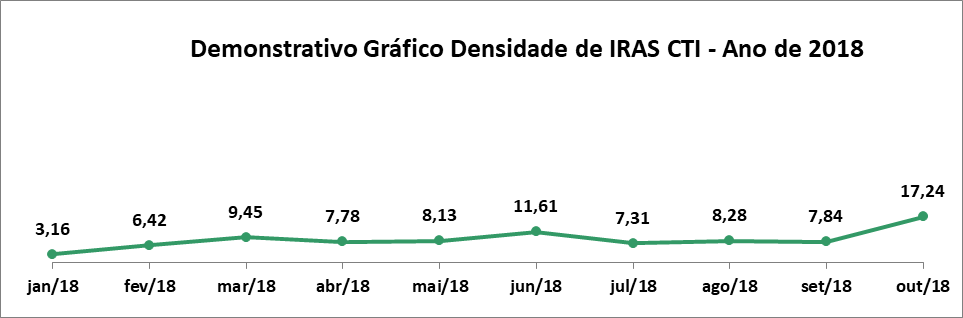 Demonstrativo Gráfico Densidade de IRAS CTI - Ano de 2018
3,16 6,42 9,45 7,78 8,13 11,61 7,31 8,28 7,84 17,24
jan/18 fev/18 mar/18 abr/18 mai/18 jun/18 jul/18 ago/18 set/18 out/18